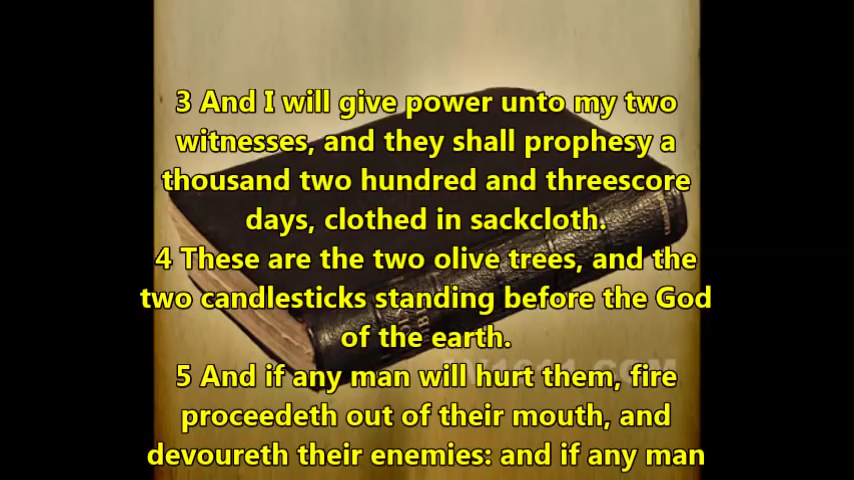 3 And I will give power unto my two
witnesses, and they shall prophesy a
thousand two hundred and threescore
days, clothed in sackcloth.
4 These are the two olive trees, and the
two candlesticks standing before the God
of the earth.
5 And if any man will hurt them, fire
proceedeth out of their mouth, and
devoureth their enemies: and if any man